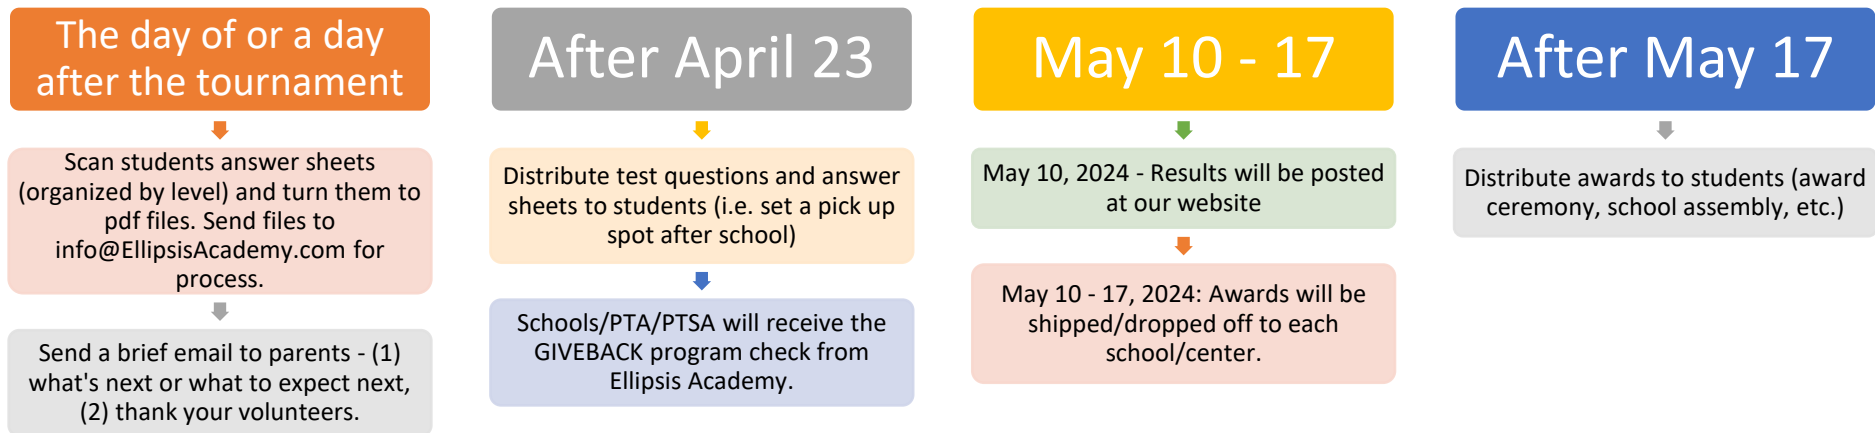 The day of or a day
after the tournament
Scan students answer sheets
(organized by level) and turn them to
pdf files. Send files to
info@EllipsisAcademy.com for
process.
Send a brief email to parents - (1)
what's next or what to expect next,
(2) thank your volunteers.
After April 23
Distribute test questions and answer
sheets to students (i.e. set a pick up
spot after school)
Schools/PTA/PTSA will receive the
GIVEBACK program check from
Ellipsis Academy.
May 10 - 17
May 10, 2024 - Results will be posted
at our website
May 10 - 17, 2024: Awards will be
shipped/dropped off to each
school/center.
After May 17
Distribute awards to students (award
ceremony, school assembly, etc.)